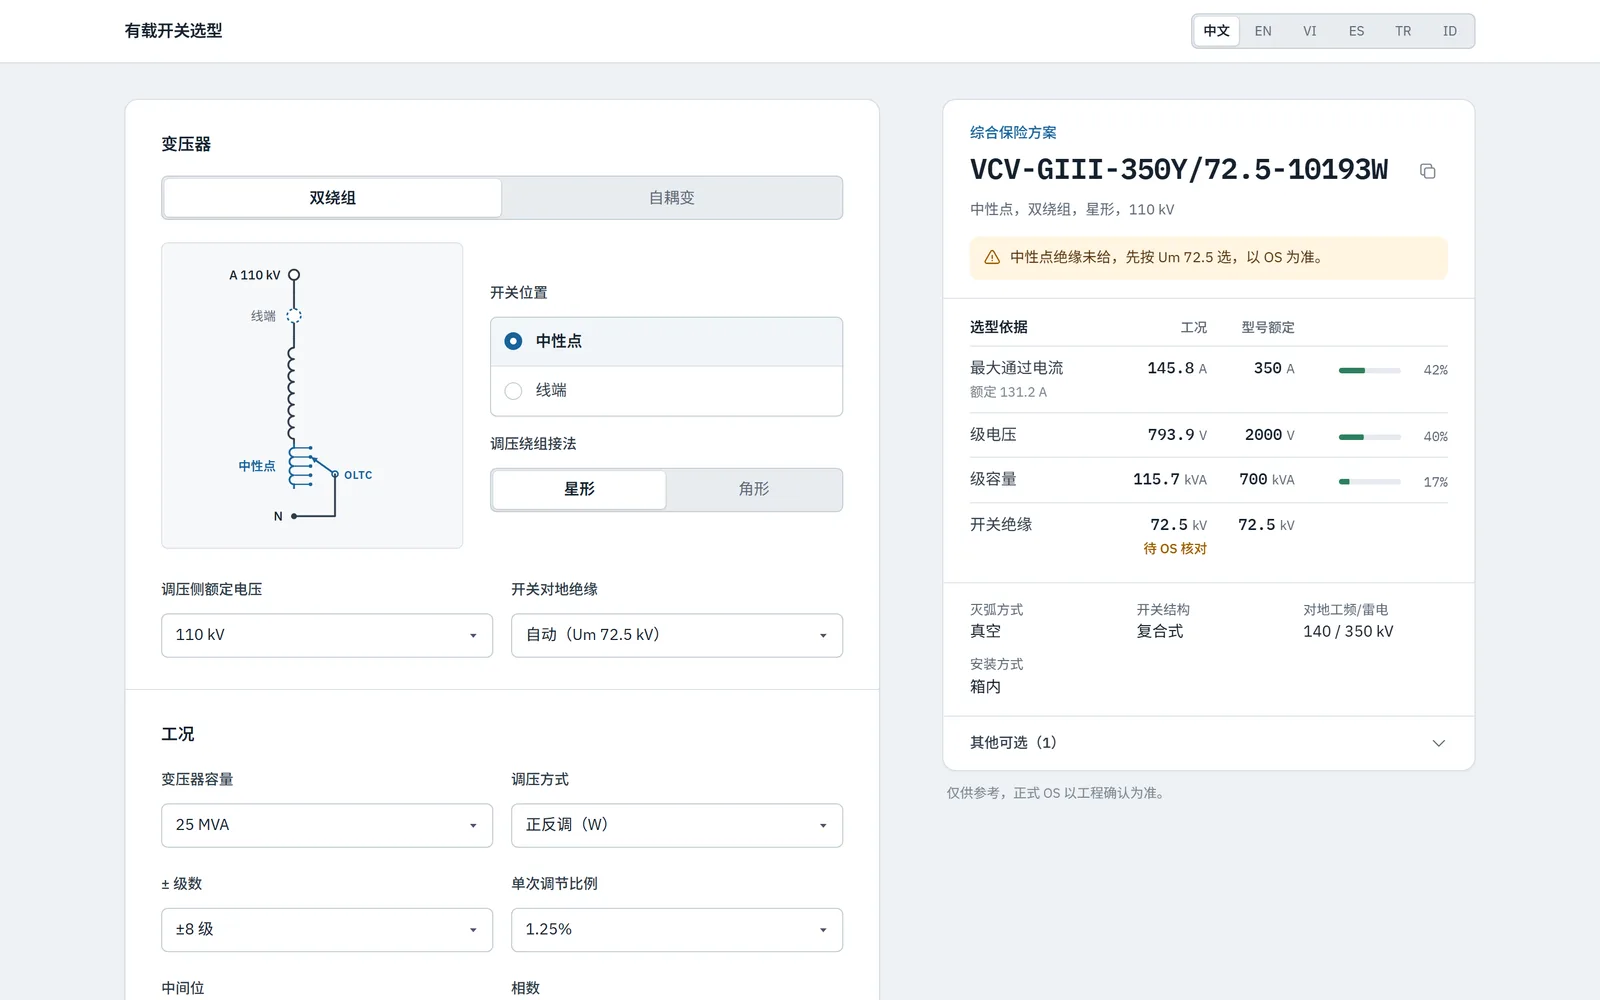 有载开关选型
中文 EN VI ES TR ID
变压器
双绕组 自耦变
A 110 kV
线端
中性点
OLTC
N
开关位置
中性点
线端
调压绕组接法
星形 角形
调压侧额定电压 开关对地绝缘
110 kV 自动（Um 72.5 kV）
工况
变压器容量 调压方式
25 MVA 正反调（W）
± 级数 单次调节比例
±8 级 1.25%
中间位 相数
综合保险方案
VCV-GIII-350Y/72.5-10193W
中性点，双绕组，星形，110 kV
中性点绝缘未给，先按 Um 72.5 选，以 OS 为准。
选型依据 工况 型号额定
最大通过电流 145.8 A 350 A 42%
额定 131.2 A
级电压 793.9 V 2000 V 40%
级容量 115.7 kVA 700 kVA 17%
开关绝缘 72.5 kV 72.5 kV
待 OS 核对
灭弧方式 开关结构 对地工频/雷电
真空 复合式 140 / 350 kV
安装方式
箱内
其他可选（1）
仅供参考，正式 OS 以工程确认为准。